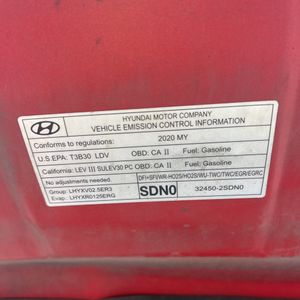 HYUNDAI MOTOR COMPANY
VEHICLE EMISSION CONTROL INFORMATION
Conforms to regulations: 2020 MY
U.S.EPA: T3B30 LDV OBD: CA II Fuel: Gasoline
California: LEV III SULEV30 PC OBD: CA II Fuel: Gasoline
No adjustments needed. DFI+SFI/WR-HO2S/HO2S/WU-TWC/TWC/EGR/EGRC
Group: LHYXV02.5ER3
Evap: LHYXR0125ERG
SDN0 32450-2SDN0